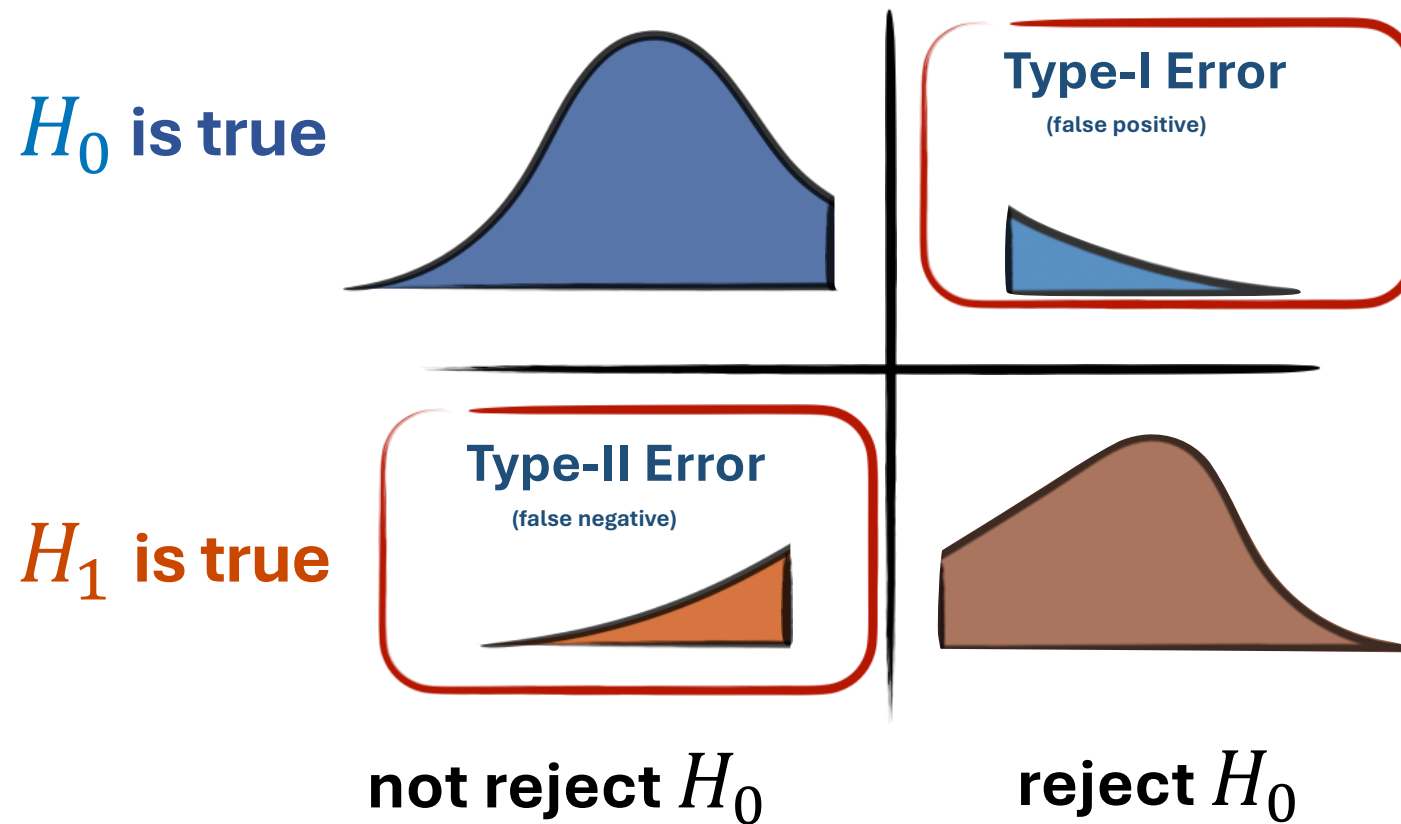 Type-I Error
(false positive)
H₀ is true
Type-II Error
(false negative)
H₁ is true
not reject H₀
reject H₀